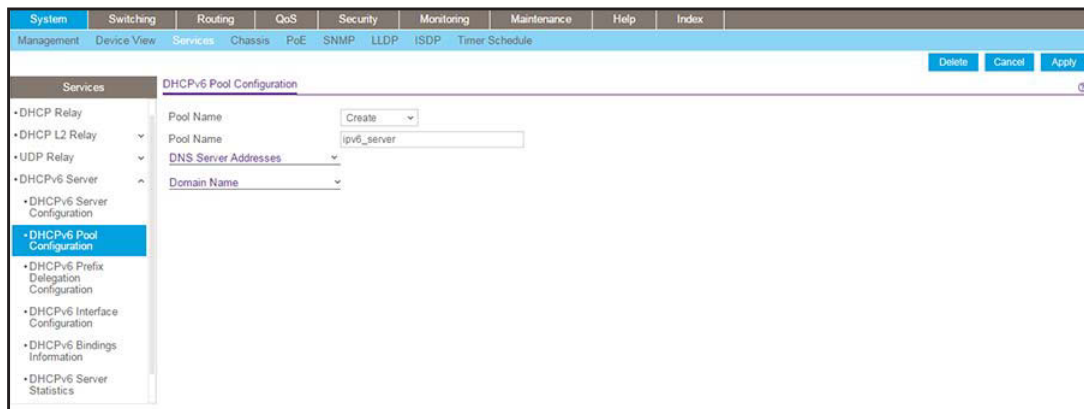 System Switching Routing QoS Security Monitoring Maintenance Help Index
Management Device View Services Chassis PoE SNMP LLDP ISDP Timer Schedule
Delete Cancel Apply
Services
•DHCP Relay
•DHCP L2 Relay
•UDP Relay
•DHCPv6 Server
•DHCPv6 Server
Configuration
•DHCPv6 Pool
Configuration
•DHCPv6 Prefix
Delegation
Configuration
•DHCPv6 Interface
Configuration
•DHCPv6 Bindings
Information
•DHCPv6 Server
Statistics
DHCPv6 Pool Configuration
Pool Name Create
Pool Name ipv6_server
DNS Server Addresses
Domain Name